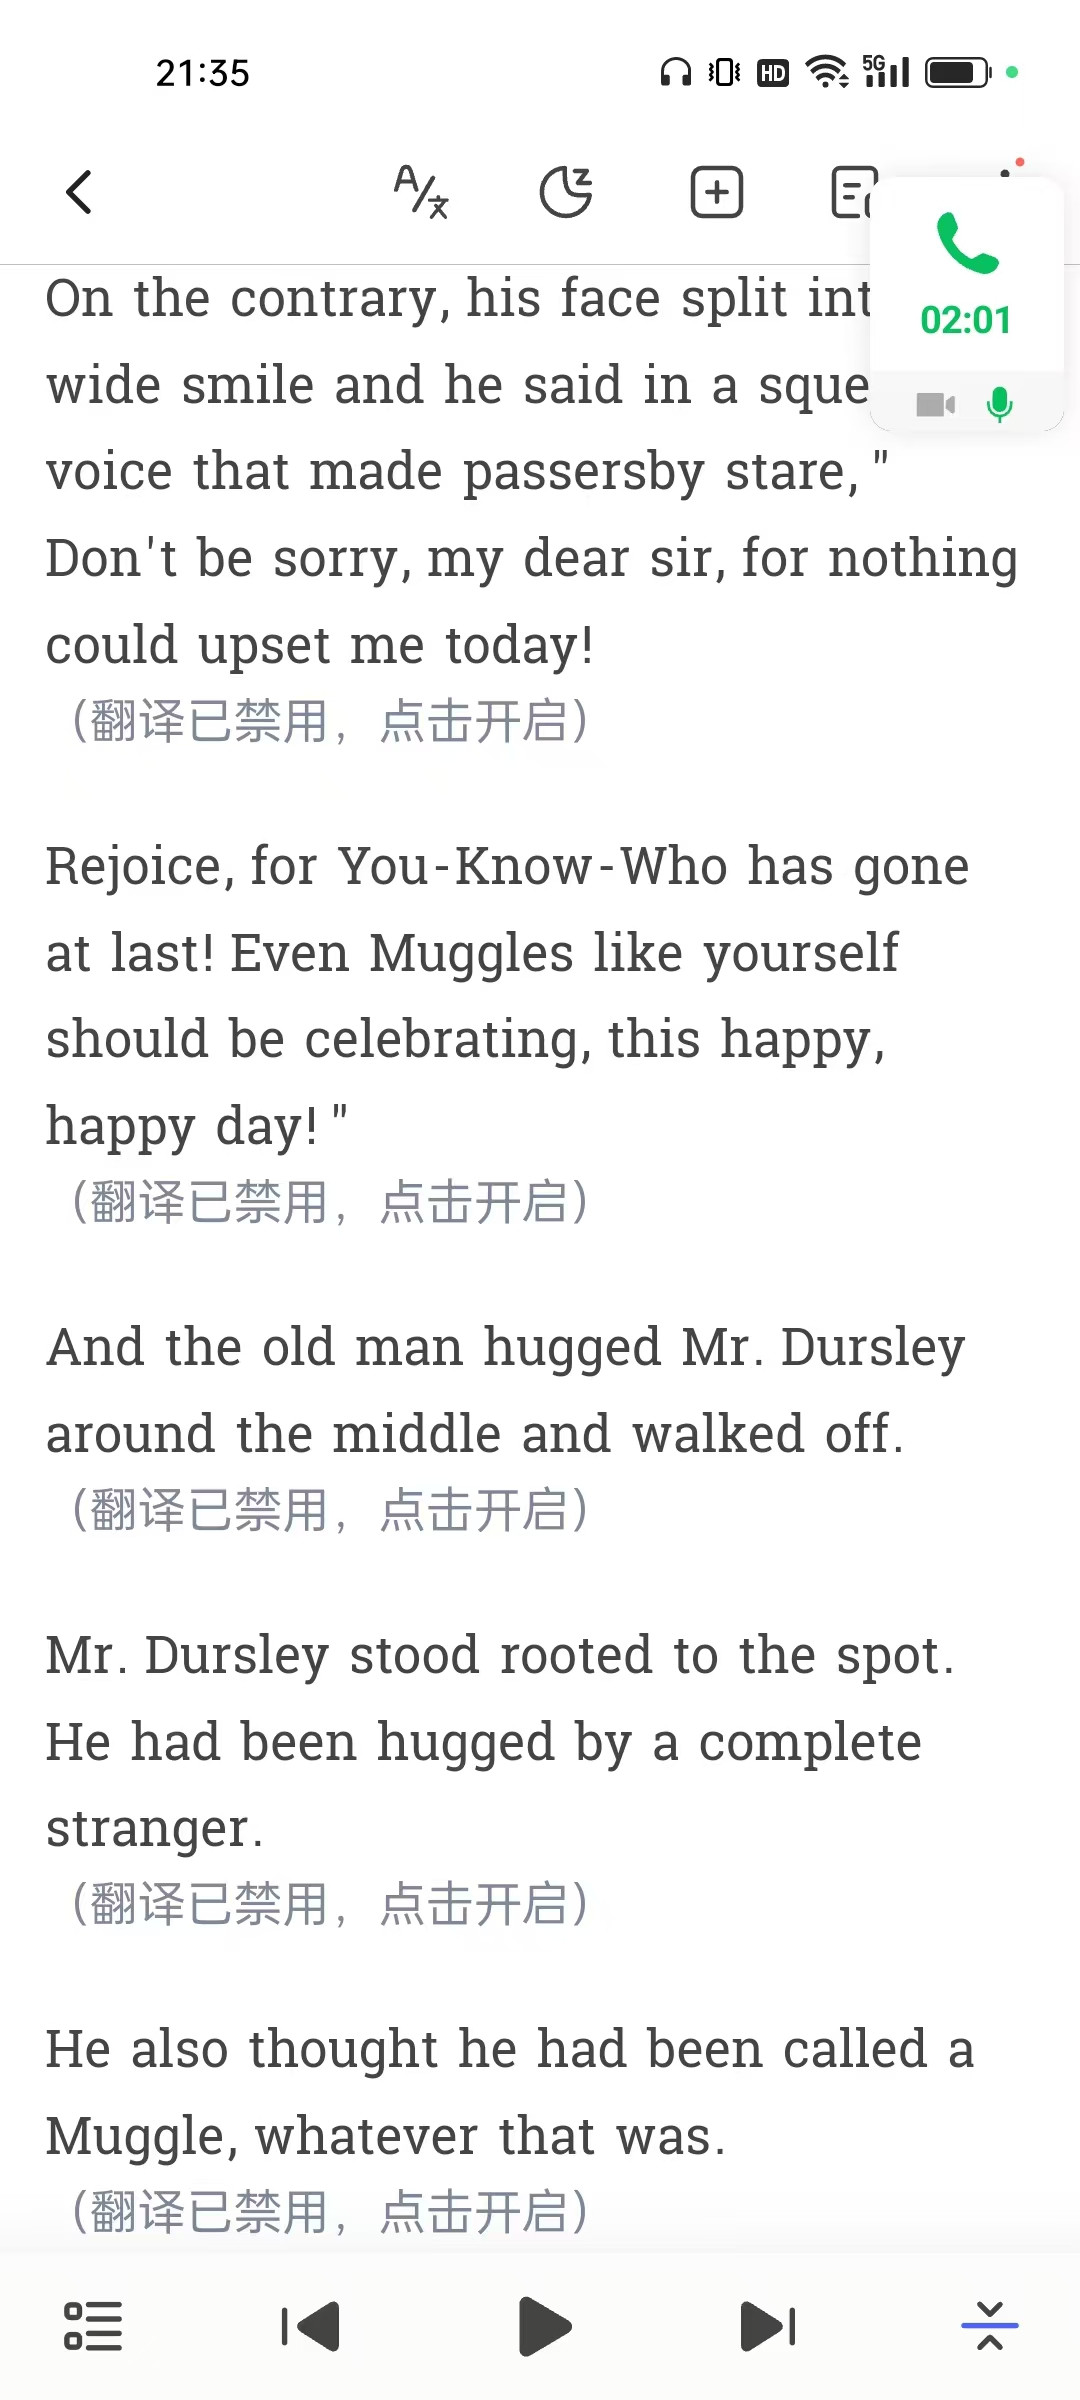 21:35
HD
5G
A/文
02:01
On the contrary, his face split int
wide smile and he said in a sque
voice that made passersby stare, "
Don't be sorry, my dear sir, for nothing
could upset me today!
（翻译已禁用，点击开启）
Rejoice, for You-Know-Who has gone
at last! Even Muggles like yourself
should be celebrating, this happy,
happy day! "
（翻译已禁用，点击开启）
And the old man hugged Mr. Dursley
around the middle and walked off.
（翻译已禁用，点击开启）
Mr. Dursley stood rooted to the spot.
He had been hugged by a complete
stranger.
（翻译已禁用，点击开启）
He also thought he had been called a
Muggle, whatever that was.
（翻译已禁用，点击开启）